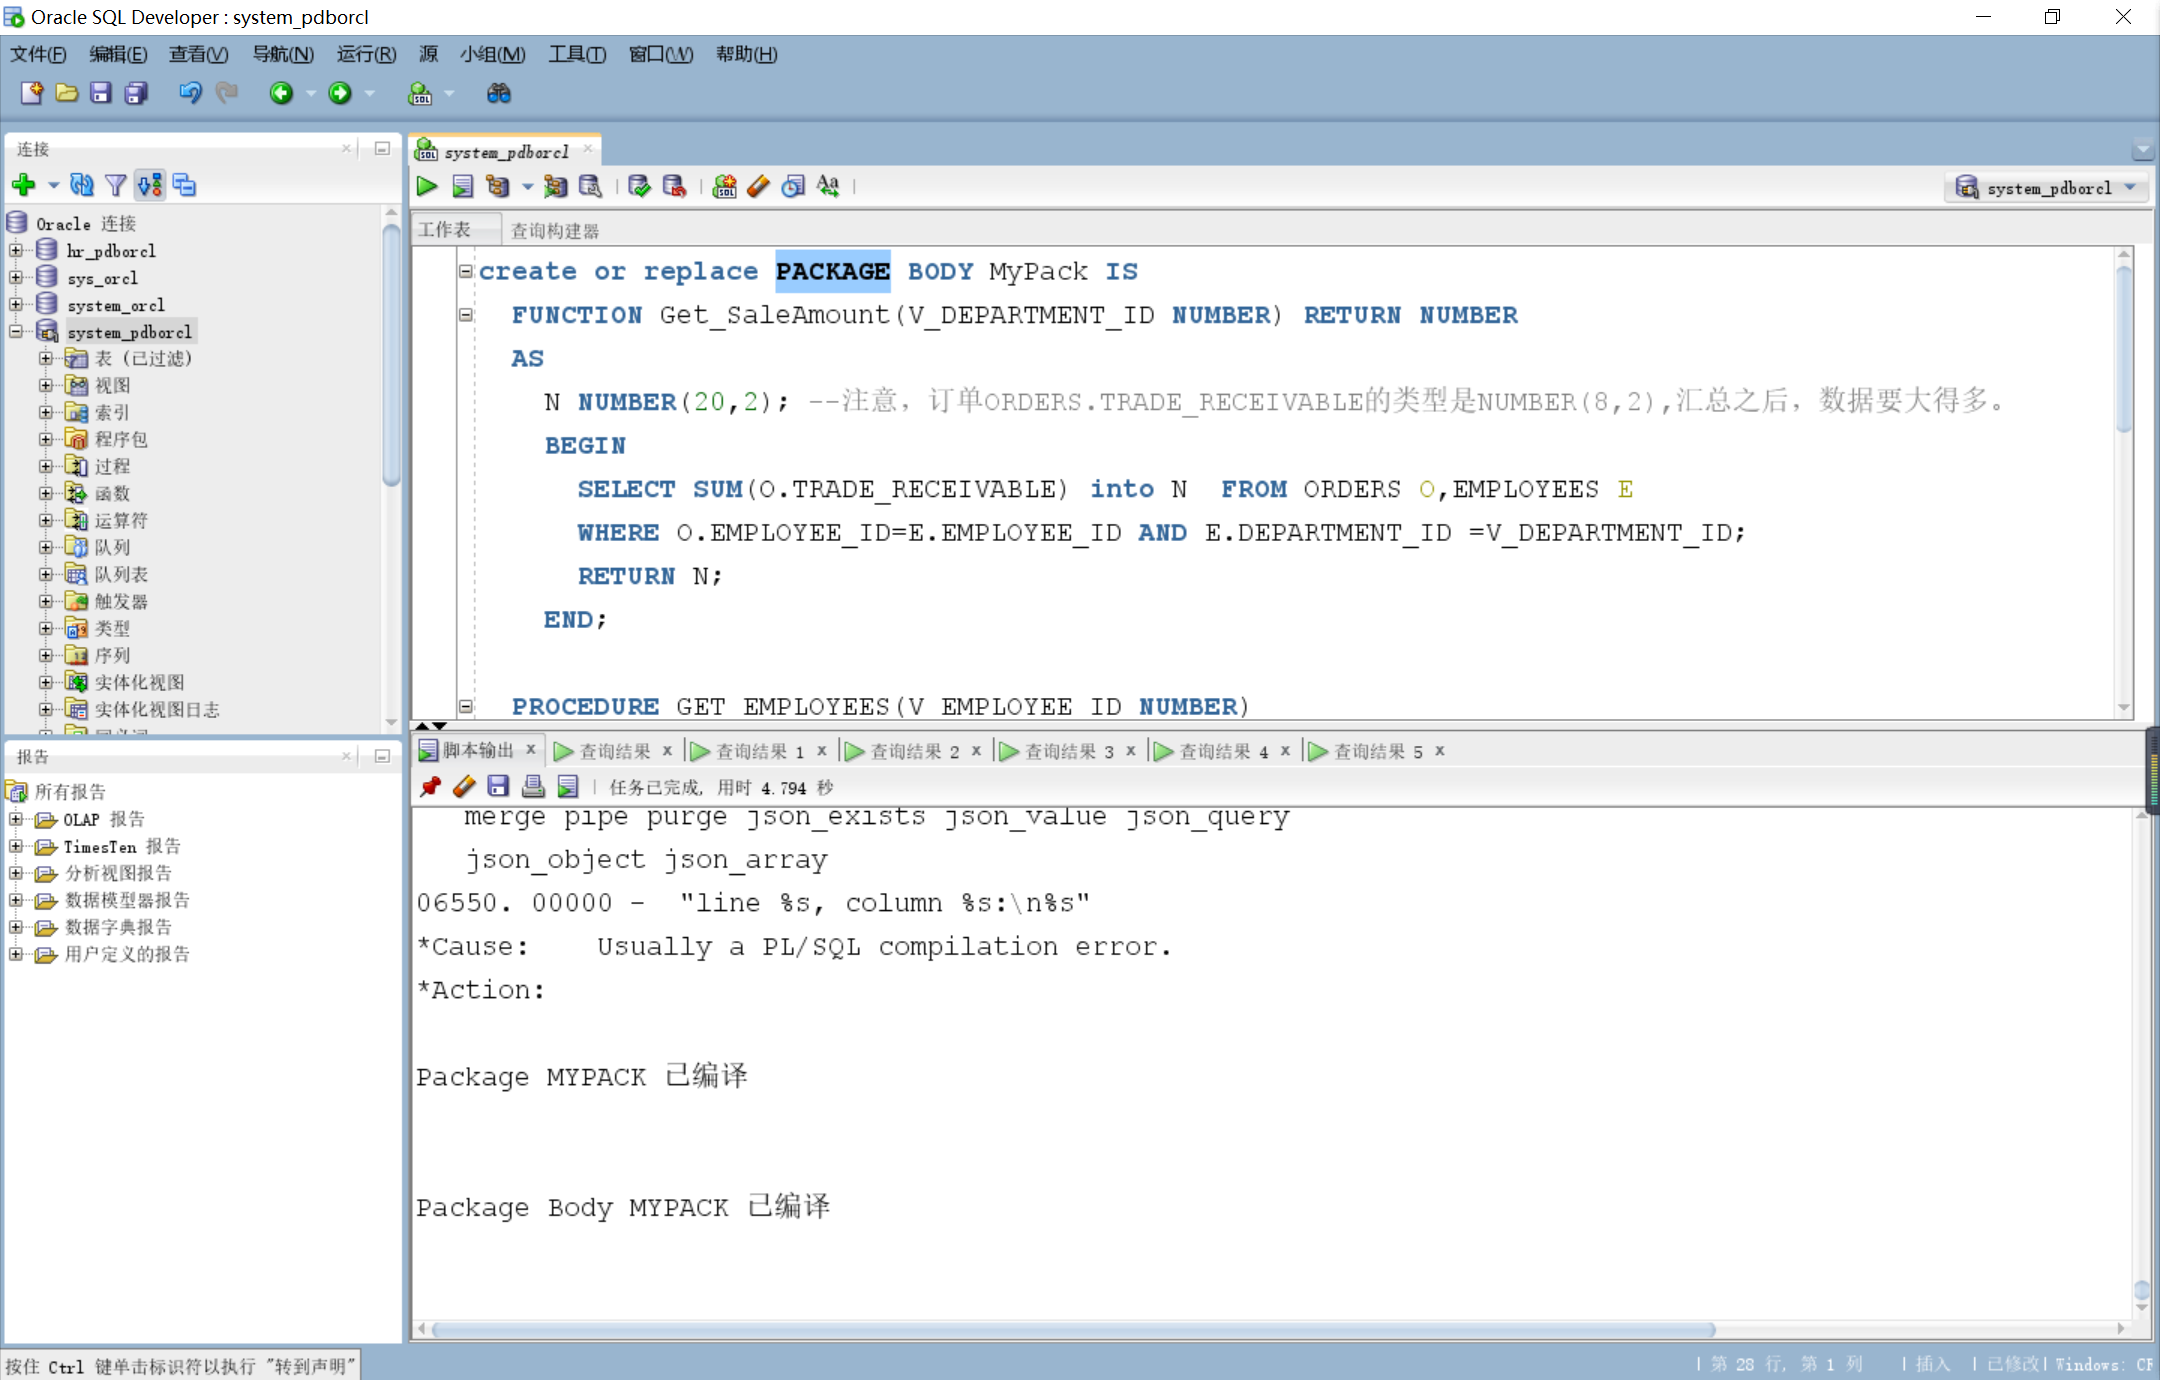 Oracle SQL Developer : system_pdborcl
文件(F) 编辑(E) 查看(V) 导航(N) 运行(R) 源 小组(M) 工具(T) 窗口(W) 帮助(H)
连接
Oracle 连接
hr_pdborcl
sys_orcl
system_orcl
system_pdborcl
表 (已过滤)
视图
索引
程序包
过程
函数
运算符
队列
队列表
触发器
类型
序列
实体化视图
实体化视图日志
报告
所有报告
OLAP 报告
TimesTen 报告
分析视图报告
数据模型器报告
数据字典报告
用户定义的报告
system_pdborcl
system_pdborcl
工作表 查询构建器
create or replace PACKAGE BODY MyPack IS
FUNCTION Get_SaleAmount(V_DEPARTMENT_ID NUMBER) RETURN NUMBER
AS
N NUMBER(20,2); --注意，订单ORDERS.TRADE_RECEIVABLE的类型是NUMBER(8,2),汇总之后，数据要大得多。
BEGIN
SELECT SUM(O.TRADE_RECEIVABLE) into N  FROM ORDERS O,EMPLOYEES E
WHERE O.EMPLOYEE_ID=E.EMPLOYEE_ID AND E.DEPARTMENT_ID =V_DEPARTMENT_ID;
RETURN N;
END;
PROCEDURE GET_EMPLOYEES(V_EMPLOYEE_ID NUMBER)
脚本输出 查询结果 查询结果 1 查询结果 2 查询结果 3 查询结果 4 查询结果 5
任务已完成, 用时 4.794 秒
merge pipe purge json_exists json_value json_query
json_object json_array
06550. 00000 -  "line %s, column %s:\n%s"
*Cause:    Usually a PL/SQL compilation error.
*Action:
Package MYPACK 已编译
Package Body MYPACK 已编译
按住 Ctrl 键单击标识符以执行 "转到声明"
第 28 行, 第 1 列 | 插入 | 已修改| Windows: CR